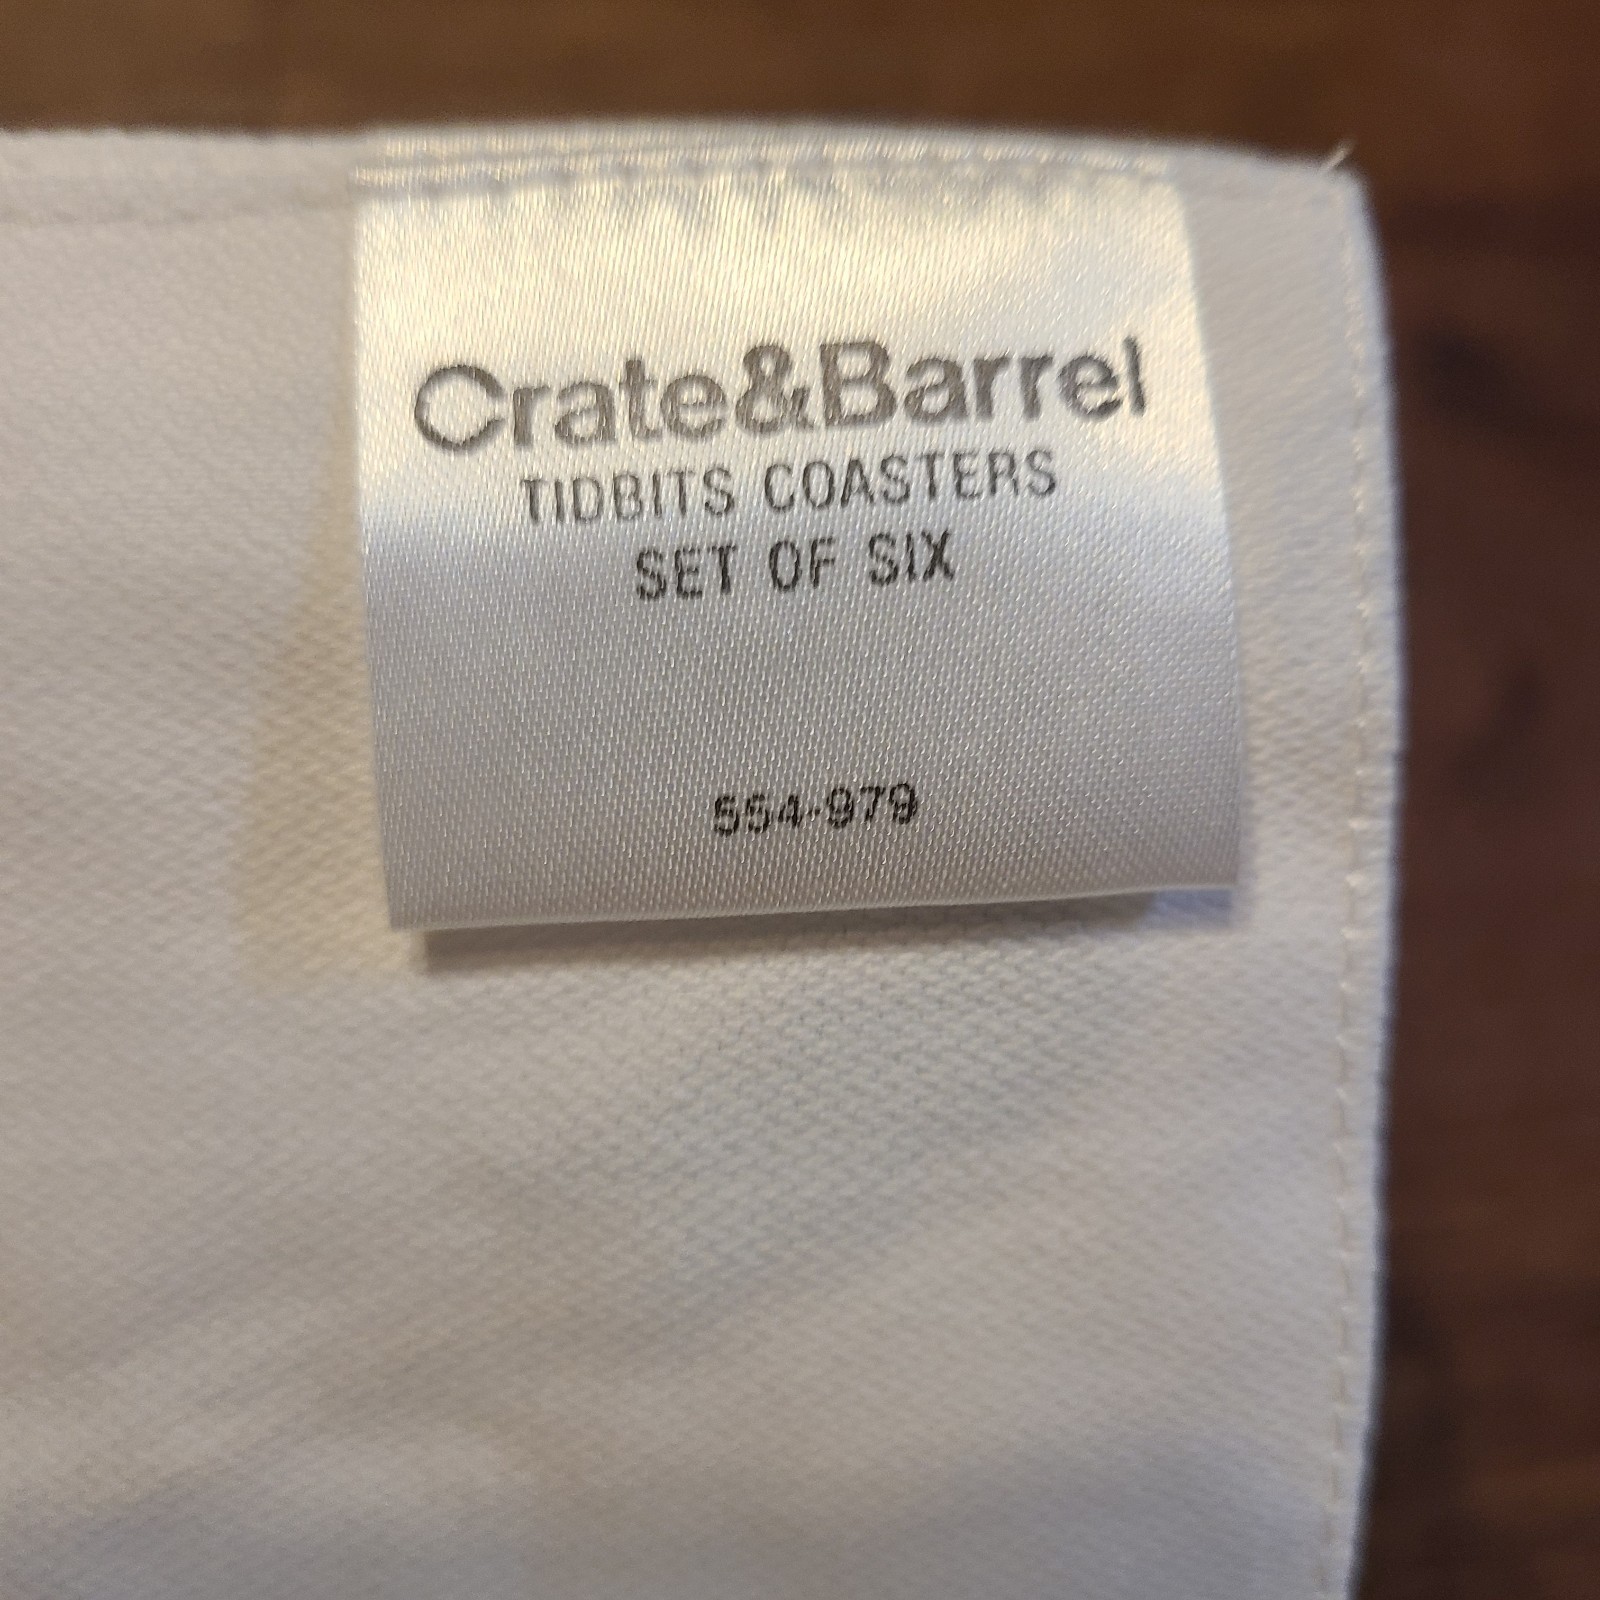 Crate&Barrel
TIDBITS COASTERS
SET OF SIX
554-979